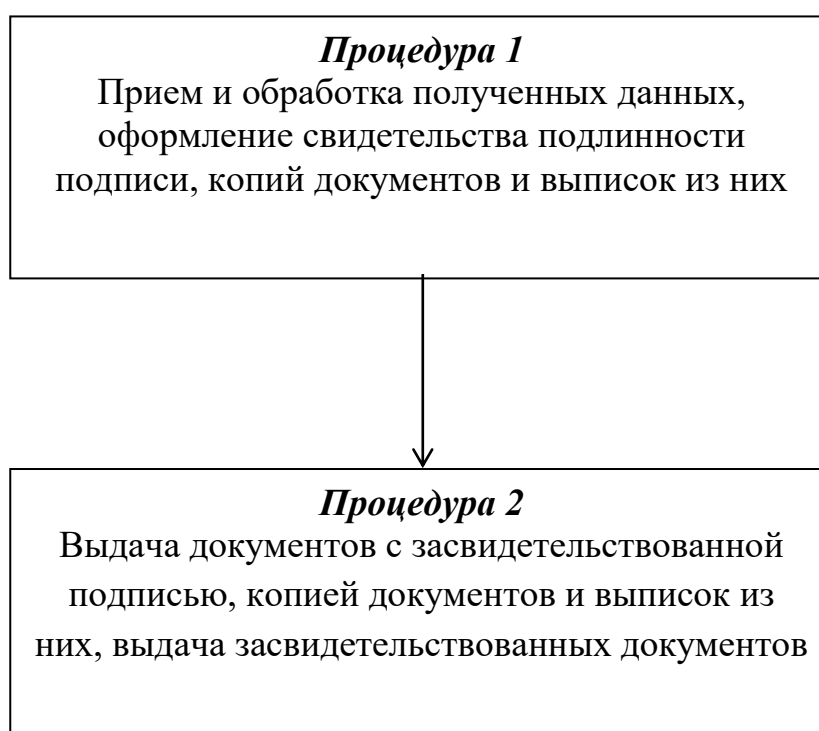 Процедура 1
Прием и обработка полученных данных,
оформление свидетельства подлинности
подписи, копий документов и выписок из них
Процедура 2
Выдача документов с засвидетельствованной
подписью, копией документов и выписок из
них, выдача засвидетельствованных документов